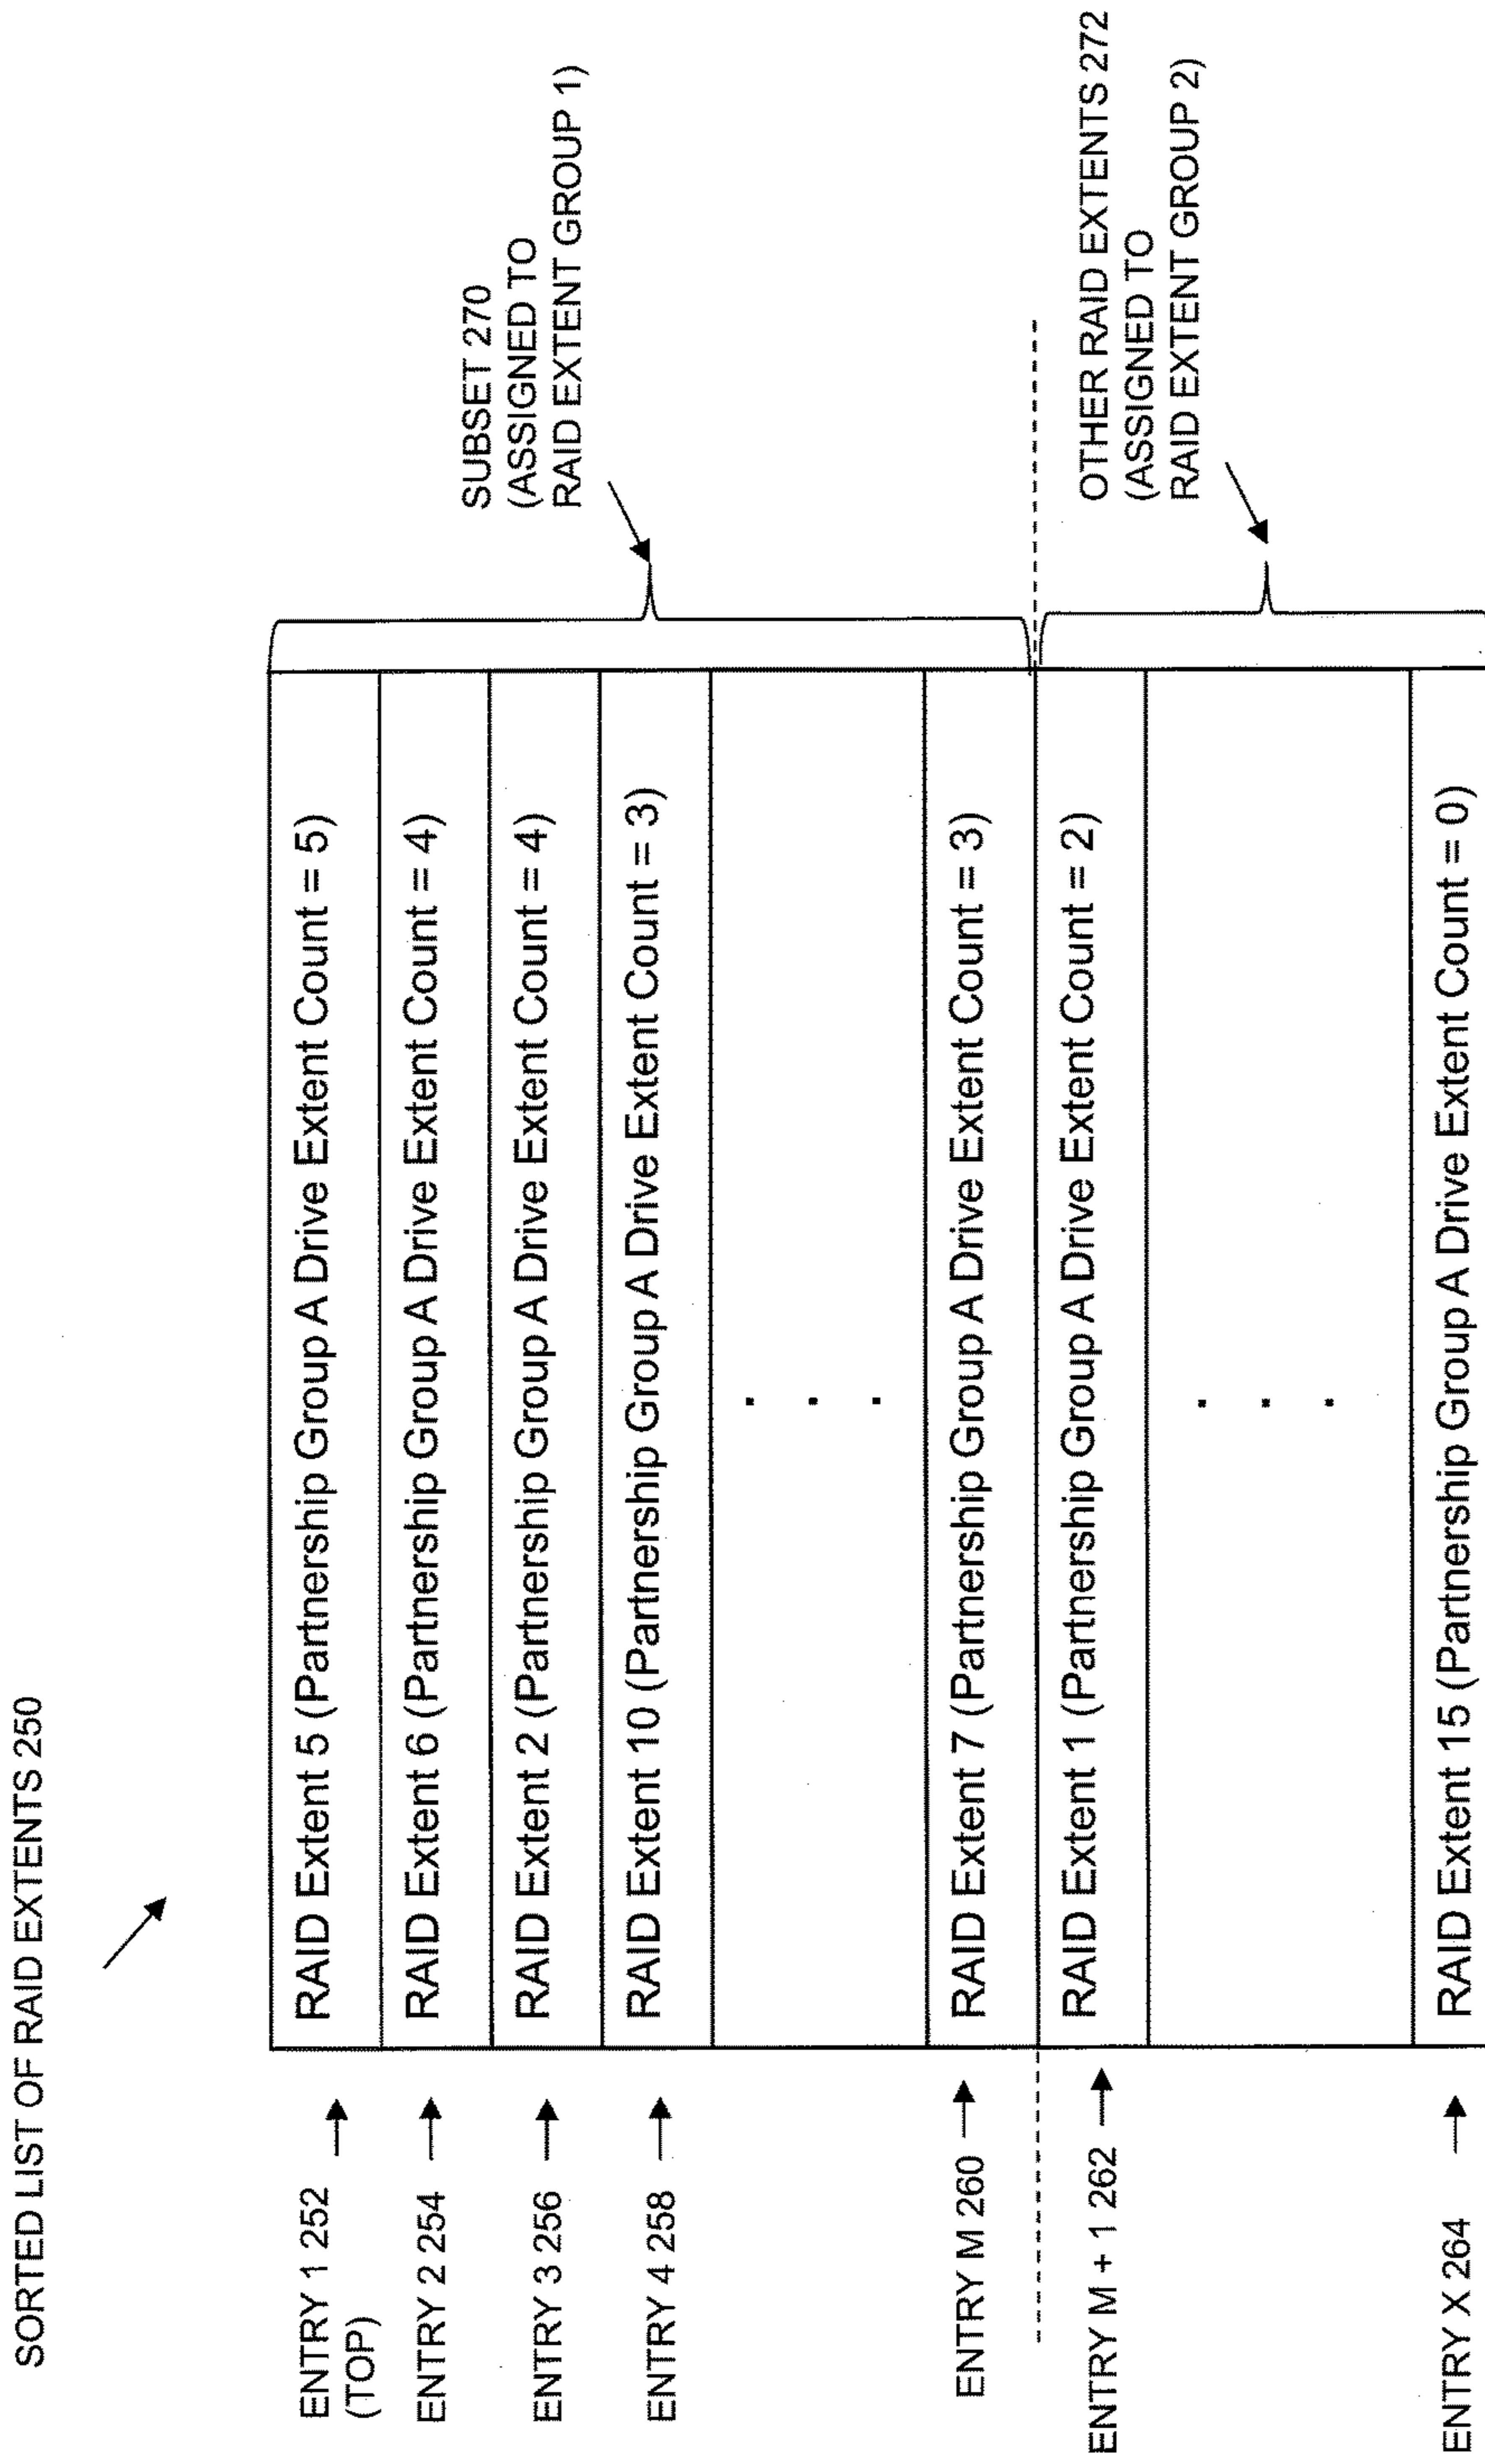 SORTED LIST OF RAID EXTENTS 250
ENTRY 1 252
(TOP)
RAID Extent 5 (Partnership Group A Drive Extent Count = 5)
ENTRY 2 254
RAID Extent 6 (Partnership Group A Drive Extent Count = 4)
ENTRY 3 256
RAID Extent 2 (Partnership Group A Drive Extent Count = 4)
ENTRY 4 258
RAID Extent 10 (Partnership Group A Drive Extent Count = 3)
.
.
.
ENTRY M 260
RAID Extent 7 (Partnership Group A Drive Extent Count = 3)
SUBSET 270
(ASSIGNED TO
RAID EXTENT GROUP 1)
ENTRY M + 1 262
RAID Extent 1 (Partnership Group A Drive Extent Count = 2)
.
.
.
ENTRY X 264
RAID Extent 15 (Partnership Group A Drive Extent Count = 0)
OTHER RAID EXTENTS 272
(ASSIGNED TO
RAID EXTENT GROUP 2)